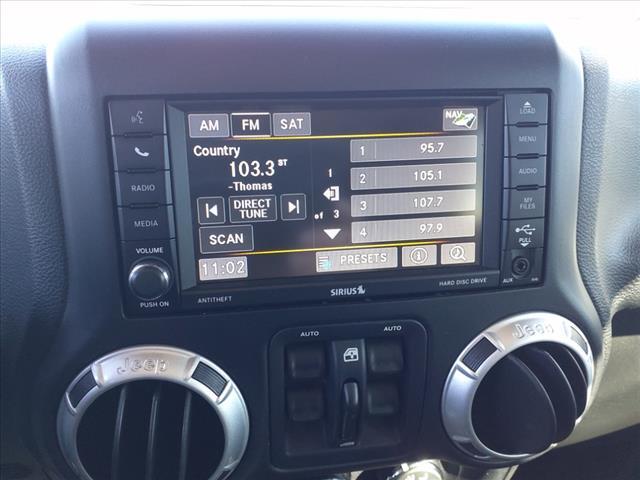 AM FM SAT NAV
LOAD
MENU
AUDIO
MY
FILES
PULL
AUX
RADIO
MEDIA
VOLUME
PUSH ON
Country
103.3 ST
-Thomas
DIRECT
TUNE
SCAN
11:02
1
of 3
1 95.7
2 105.1
3 107.7
4 97.9
PRESETS
ANTITHEFT
SIRIUS
HARD DISC DRIVE
AUTO AUTO
Jeep
Jeep